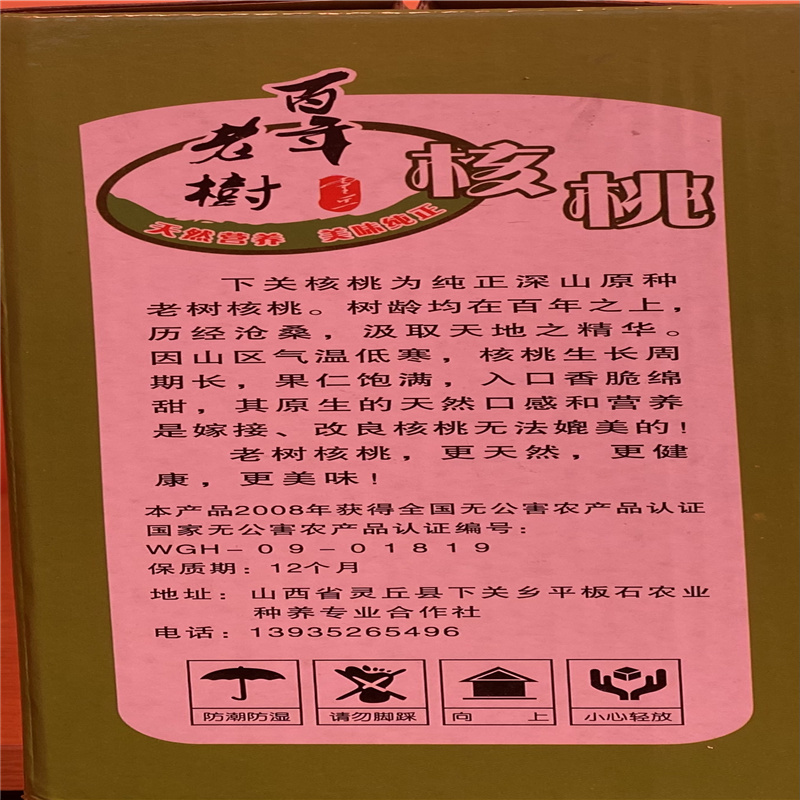 百年
老树
核桃
天然营养 美味纯正
下关核桃为纯正深山原种
老树核桃。树龄均在百年之上，
历经沧桑，汲取天地之精华。
因山区气温低寒，核桃生长周
期长，果仁饱满，入口香脆绵
甜，其原生的天然口感和营养
是嫁接、改良核桃无法媲美的！
老树核桃，更天然，更健
康，更美味！
本产品2008年获得全国无公害农产品认证
国家无公害农产品认证编号：
WGH－09－01819
保质期：12个月
地址：山西省灵丘县下关乡平板石农业
种养专业合作社
电话：13935265496
防潮防湿 请勿脚踩 向上 小心轻放